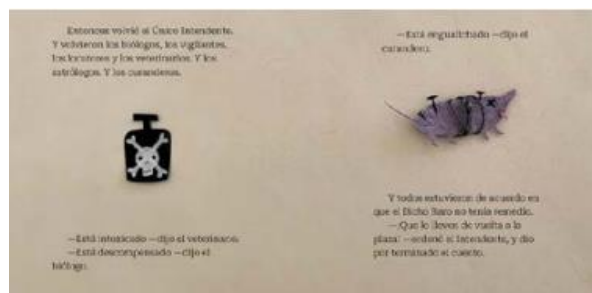 Entonces volvió el Único Intendente.
Y volvieron los biólogos, los vigilantes,
los locutores y los veterinarios. Y los
astrólogos. Y los curanderos.
—Está intoxicado —dijo el veterinario.
—Está descompensado —dijo el
biólogo.
—Está engualichado —dijo el
curandero.
Y todos estuvieron de acuerdo en
que el Bicho Raro no tenía remedio.
—Que lo lleven de vuelta a la
plaza! —ordenó el Intendente, y dio
por terminado el cuento.